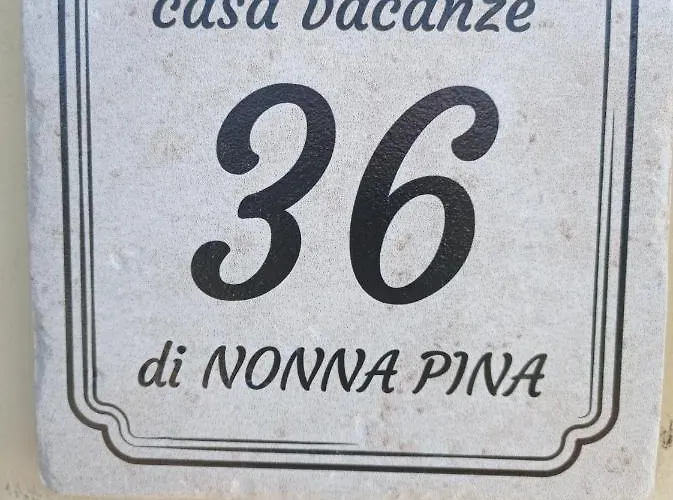 casa vacanze
36
di NONNA PINA